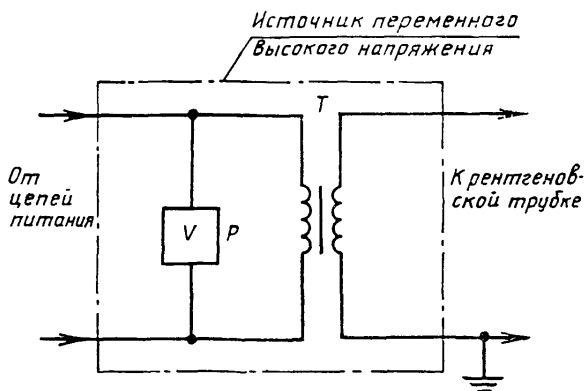 Источник переменного
высокого напряжения
T
От
цепей
питания
V P
К рентгенов-
ской трубке